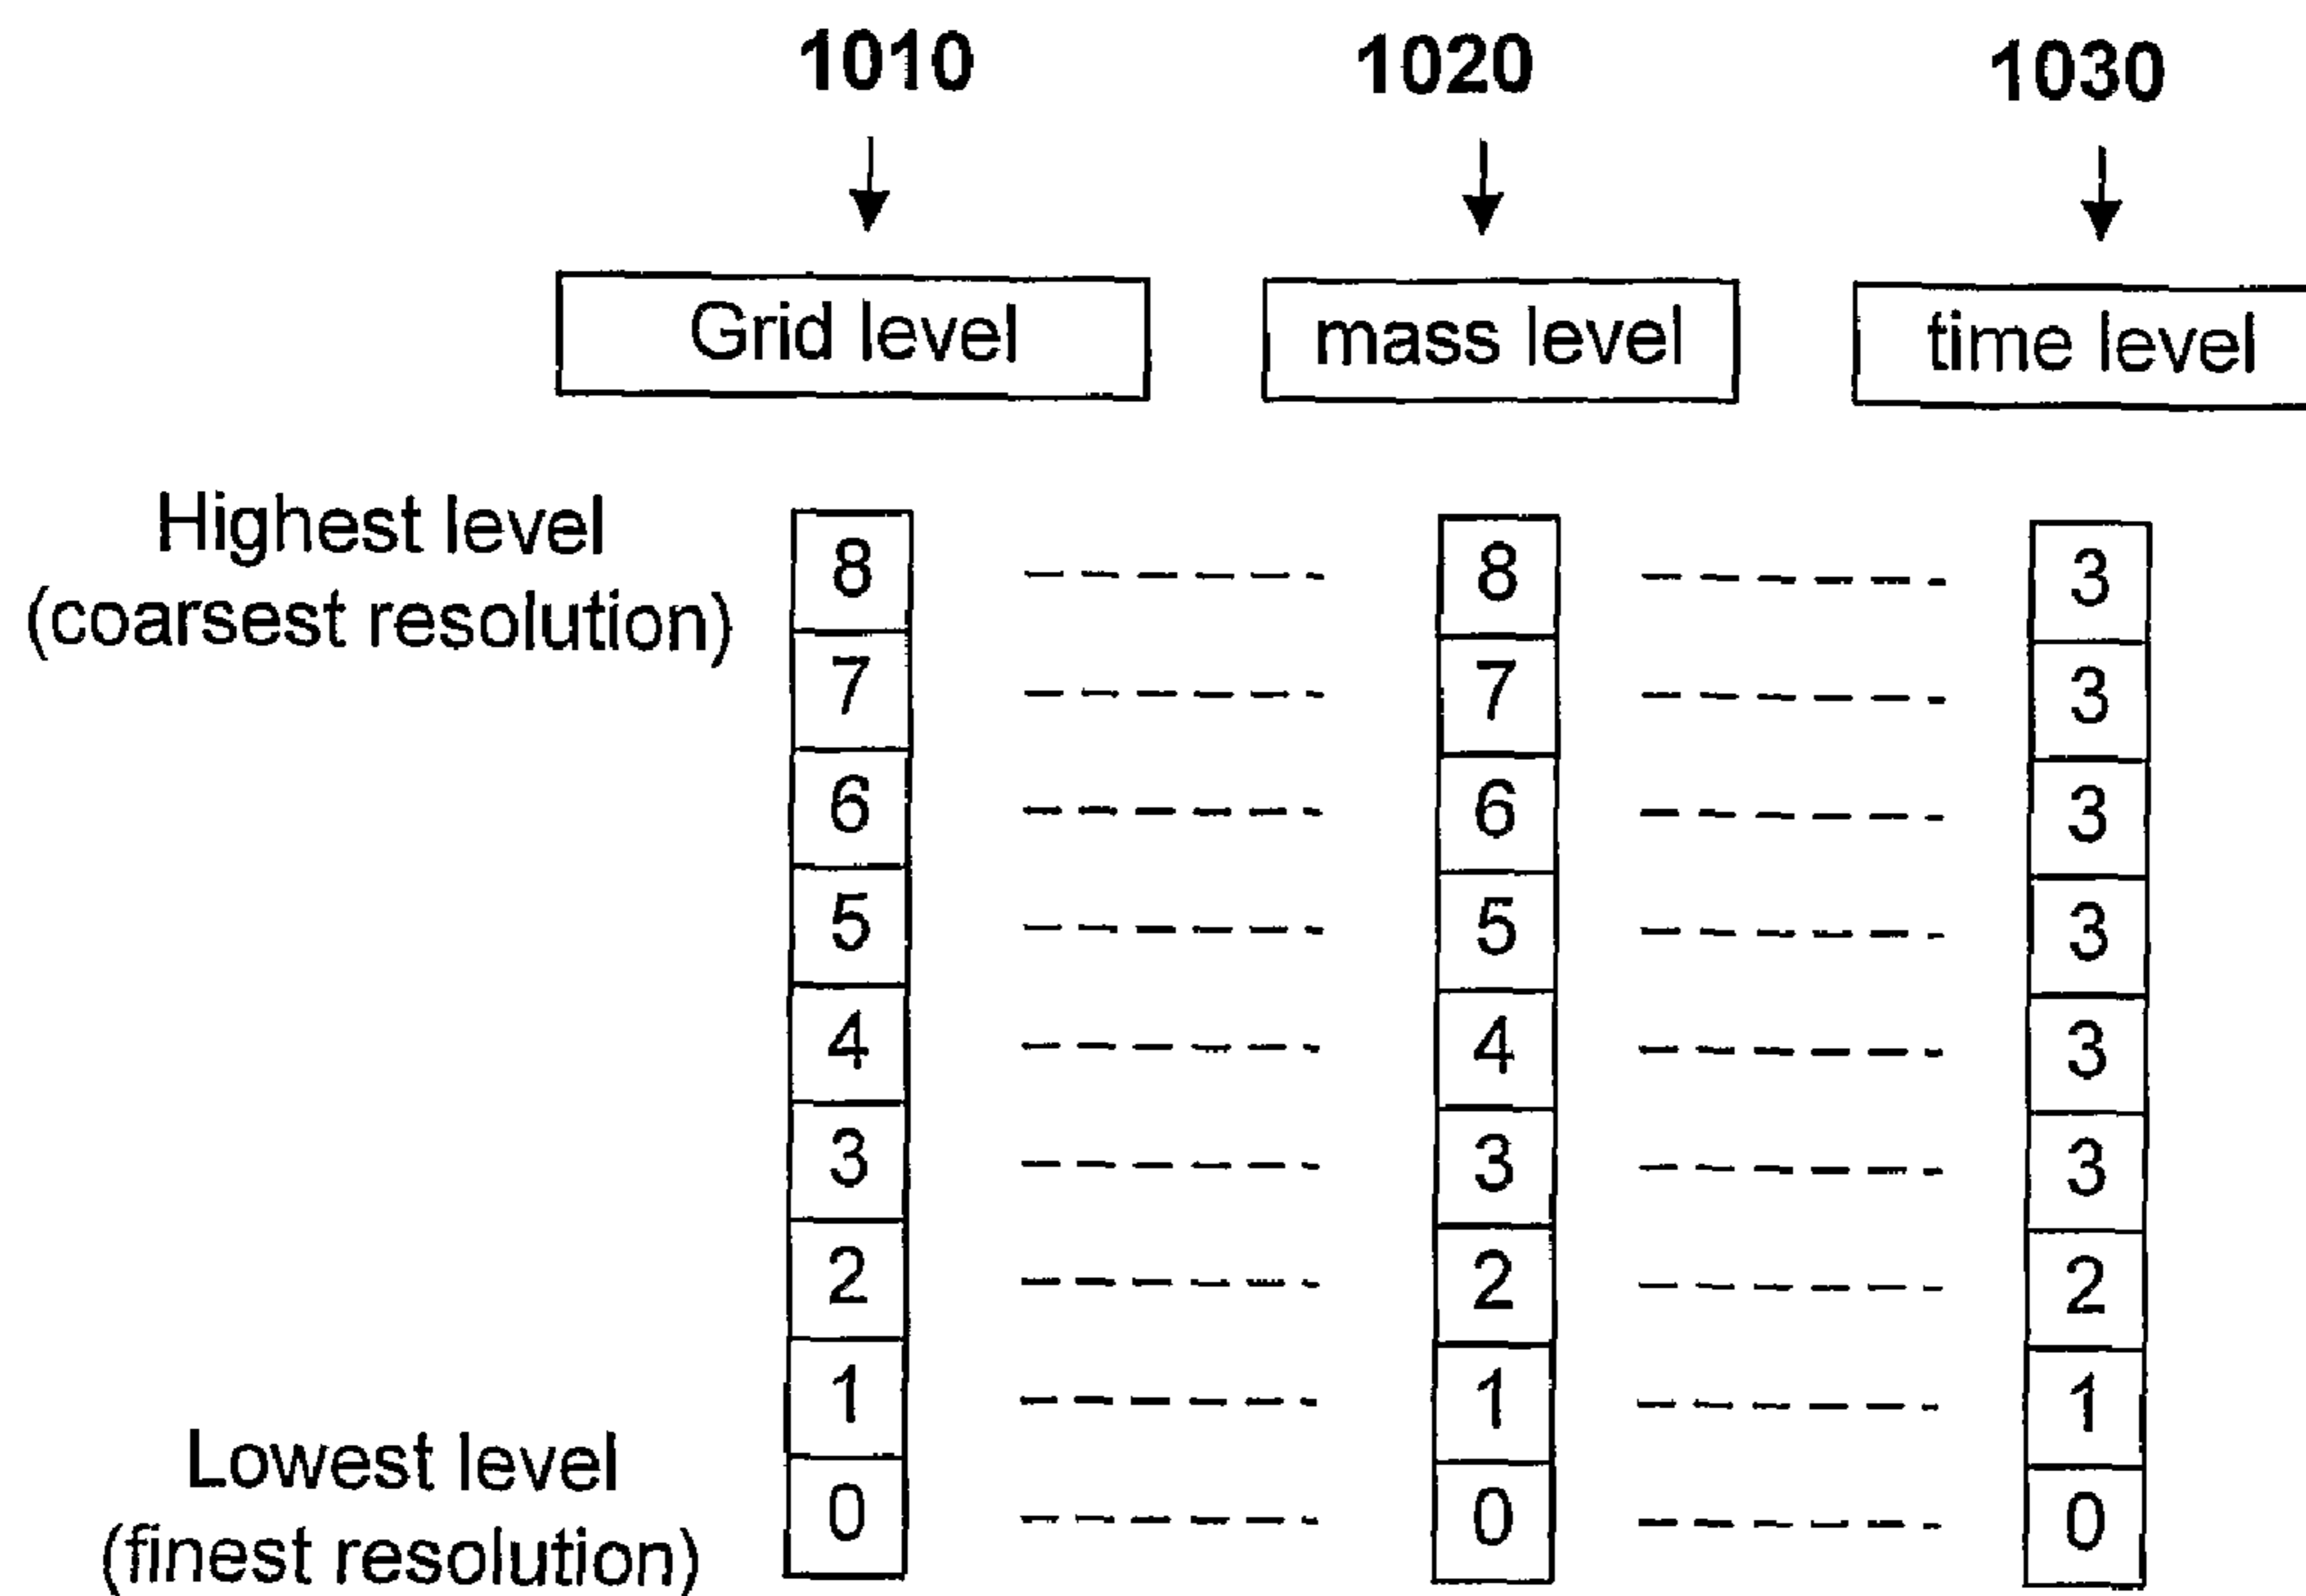 1010 1020 1030
Grid level mass level time level
Highest level
(coarsest resolution)
8 8 3
7 7 3
6 6 3
5 5 3
4 4 3
3 3 3
2 2 2
1 1 1
Lowest level
(finest resolution)
0 0 0